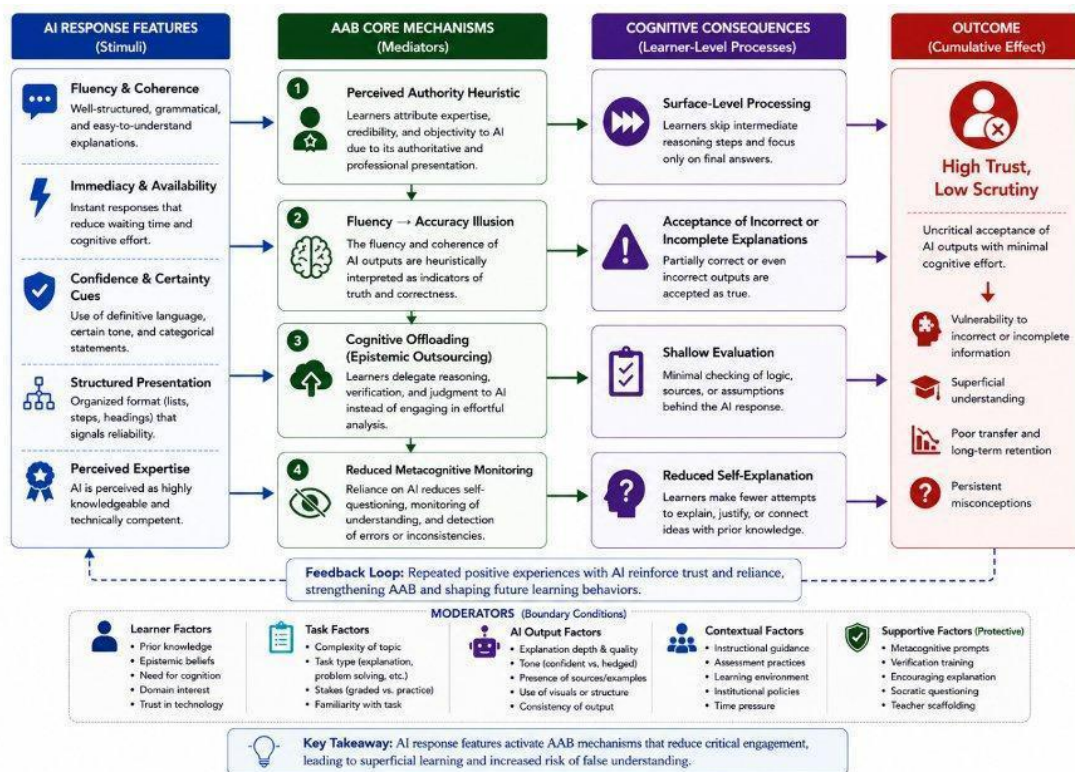 AI RESPONSE FEATURES
(Stimuli)
Fluency & Coherence
Well-structured, grammatical,
and easy-to-understand
explanations.
Immediacy & Availability
Instant responses that
reduce waiting time and
cognitive effort.
Confidence & Certainty
Cues
Use of definitive language,
certain tone, and categorical
statements.
Structured Presentation
Organized format (lists,
steps, headings) that
signals reliability.
Perceived Expertise
AI is perceived as highly
knowledgeable and
technically competent.
AAB CORE MECHANISMS
(Mediators)
1
Perceived Authority Heuristic
Learners attribute expertise,
credibility, and objectivity to AI
due to its authoritative and
professional presentation.
2
Fluency → Accuracy Illusion
The fluency and coherence of
AI outputs are heuristically
interpreted as indicators of
truth and correctness.
3
Cognitive Offloading
(Epistemic Outsourcing)
Learners delegate reasoning,
verification, and judgment to AI
instead of engaging in effortful
analysis.
4
Reduced Metacognitive Monitoring
Reliance on AI reduces self-
questioning, monitoring of
understanding, and detection
of errors or inconsistencies.
COGNITIVE CONSEQUENCES
(Learner-Level Processes)
Surface-Level Processing
Learners skip intermediate
reasoning steps and focus
only on final answers.
Acceptance of Incorrect or
Incomplete Explanations
Partially correct or even
incorrect outputs are
accepted as true.
Shallow Evaluation
Minimal checking of logic,
sources, or assumptions
behind the AI response.
Reduced Self-Explanation
Learners make fewer attempts
to explain, justify, or connect
ideas with prior knowledge.
OUTCOME
(Cumulative Effect)
High Trust,
Low Scrutiny
Uncritical acceptance of
AI outputs with minimal
cognitive effort.
Vulnerability to
incorrect or incomplete
information
Superficial
understanding
Poor transfer and
long-term retention
Persistent
misconceptions
Feedback Loop: Repeated positive experiences with AI reinforce trust and reliance,
strengthening AAB and shaping future learning behaviors.
MODERATORS (Boundary Conditions)
Learner Factors
• Prior knowledge
• Epistemic beliefs
• Need for cognition
• Domain interest
• Trust in technology
Task Factors
• Complexity of topic
• Task type (explanation,
problem solving, etc.)
• Stakes (graded vs. practice)
• Familiarity with task
AI Output Factors
• Explanation depth & quality
• Tone (confident vs. hedged)
• Presence of sources/examples
• Use of visuals or structure
• Consistency of output
Contextual Factors
• Instructional guidance
• Assessment practices
• Learning environment
• Institutional policies
• Time pressure
Supportive Factors (Protective)
• Metacognitive prompts
• Verification training
• Encouraging explanation
• Socratic questioning
• Teacher scaffolding
Key Takeaway: AI response features activate AAB mechanisms that reduce critical engagement,
leading to superficial learning and increased risk of false understanding.